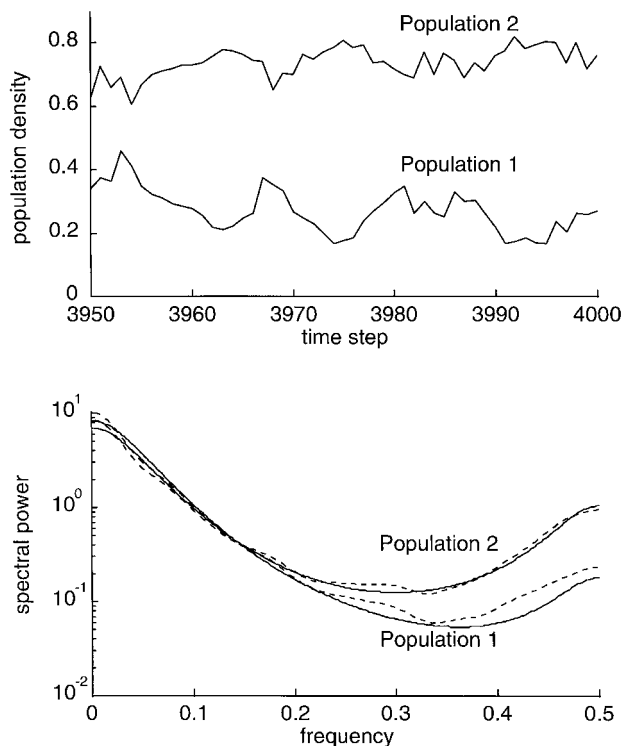 0.8
0.6
0.4
0.2
0
population density
Population 2
Population 1
3950 3960 3970 3980 3990 4000
time step
10^1
10^0
10^-1
10^-2
spectral power
Population 2
Population 1
0 0.1 0.2 0.3 0.4 0.5
frequency